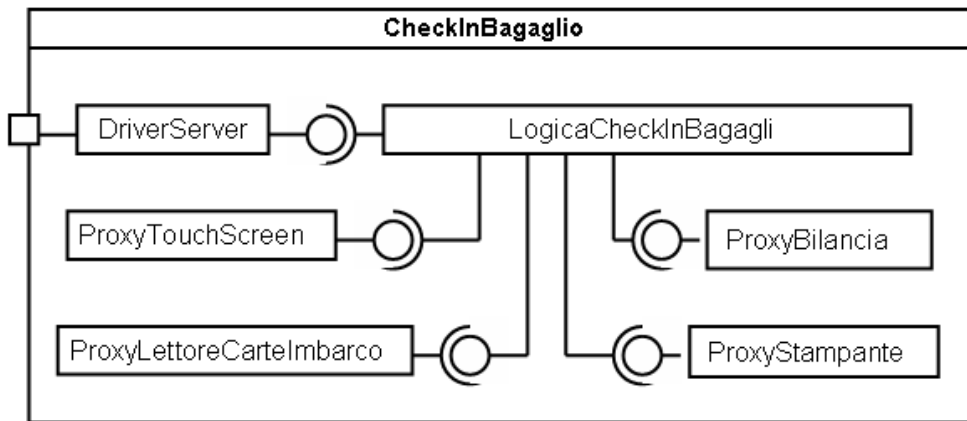 CheckInBagaglio
DriverServer
LogicaCheckInBagagli
ProxyTouchScreen
ProxyBilancia
ProxyLettoreCarteImbarco
ProxyStampante